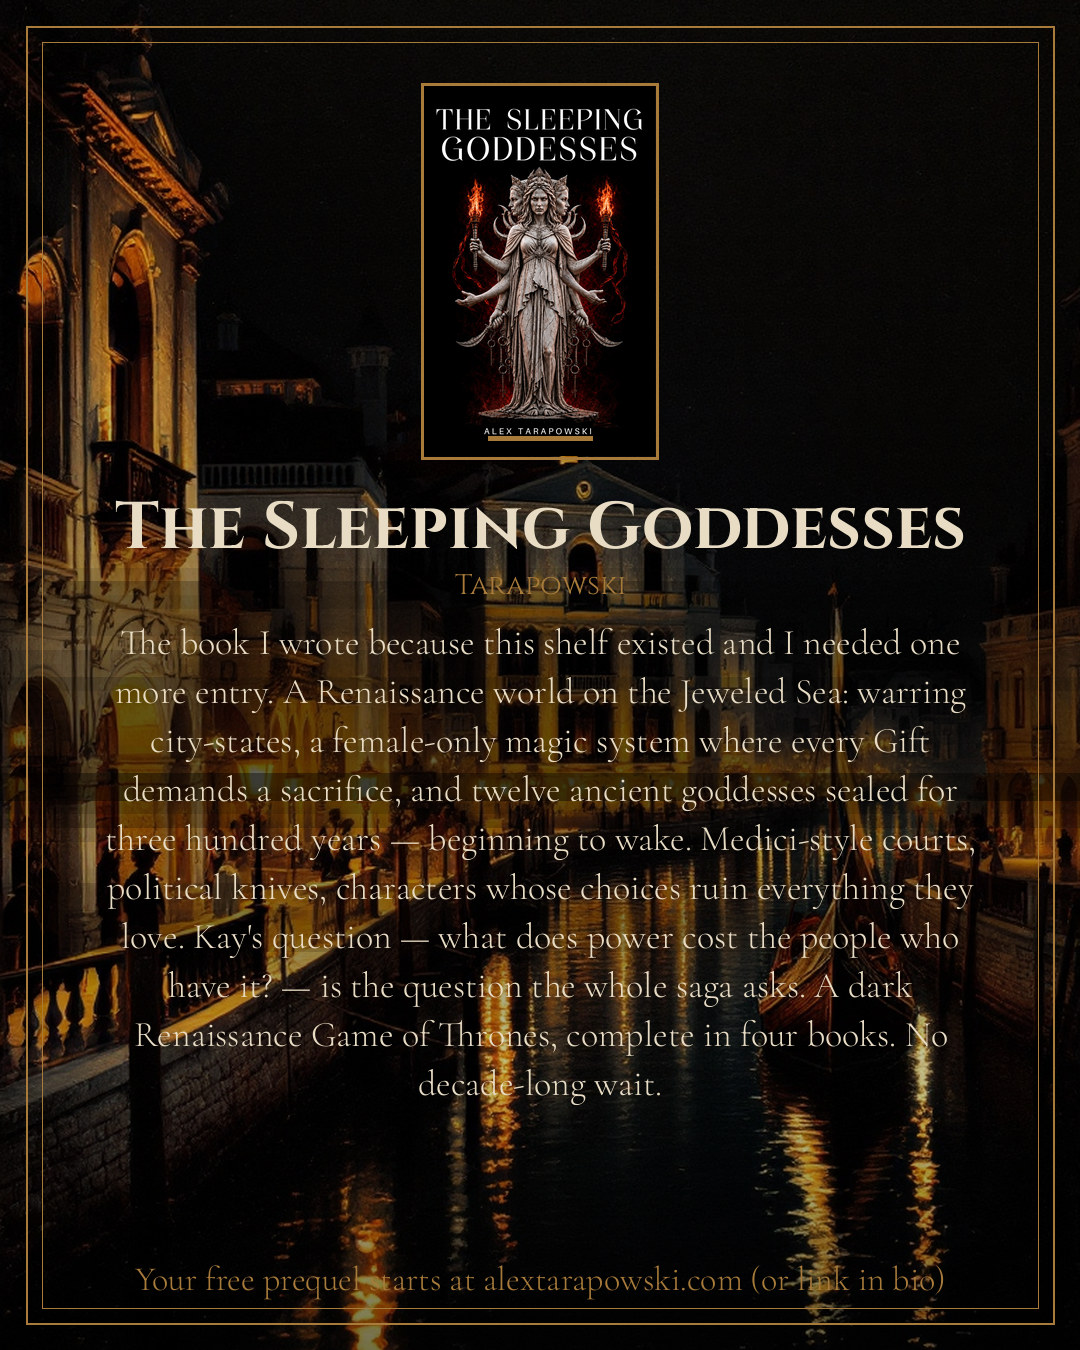 THE SLEEPING
GODDESSES
ALEX TARAPOWSKI
The Sleeping Goddesses
Tarapowski
The book I wrote because this shelf existed and I needed one
more entry. A Renaissance world on the Jeweled Sea: warring
city-states, a female-only magic system where every Gift
demands a sacrifice, and twelve ancient goddesses sealed for
three hundred years — beginning to wake. Medici-style courts,
political knives, characters whose choices ruin everything they
love. Kay's question — what does power cost the people who
have it? — is the question the whole saga asks. A dark
Renaissance Game of Thrones, complete in four books. No
decade-long wait.
Your free prequel starts at alextarapowski.com (or link in bio)